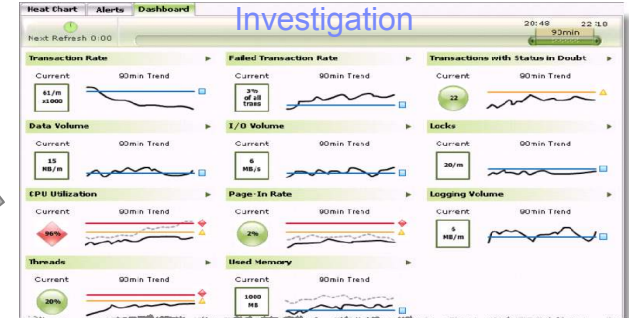 Heat Chart Alerts Dashboard
Investigation
Next Refresh 0:00
20:48 22:18
90min
Transaction Rate
Current 90min Trend
61/m
x1000
Failed Transaction Rate
Current 90min Trend
3%
of all
trans
Transactions with Status in Doubt
Current 90min Trend
22
Data Volume
Current 90min Trend
15
MB/m
I/O Volume
Current 90min Trend
6
MB/s
Locks
Current 90min Trend
20/m
CPU Utilization
Current 90min Trend
96%
Page-In Rate
Current 90min Trend
2%
Logging Volume
Current 90min Trend
6
MB/m
Threads
Current 90min Trend
20%
Used Memory
Current 90min Trend
1000
MB